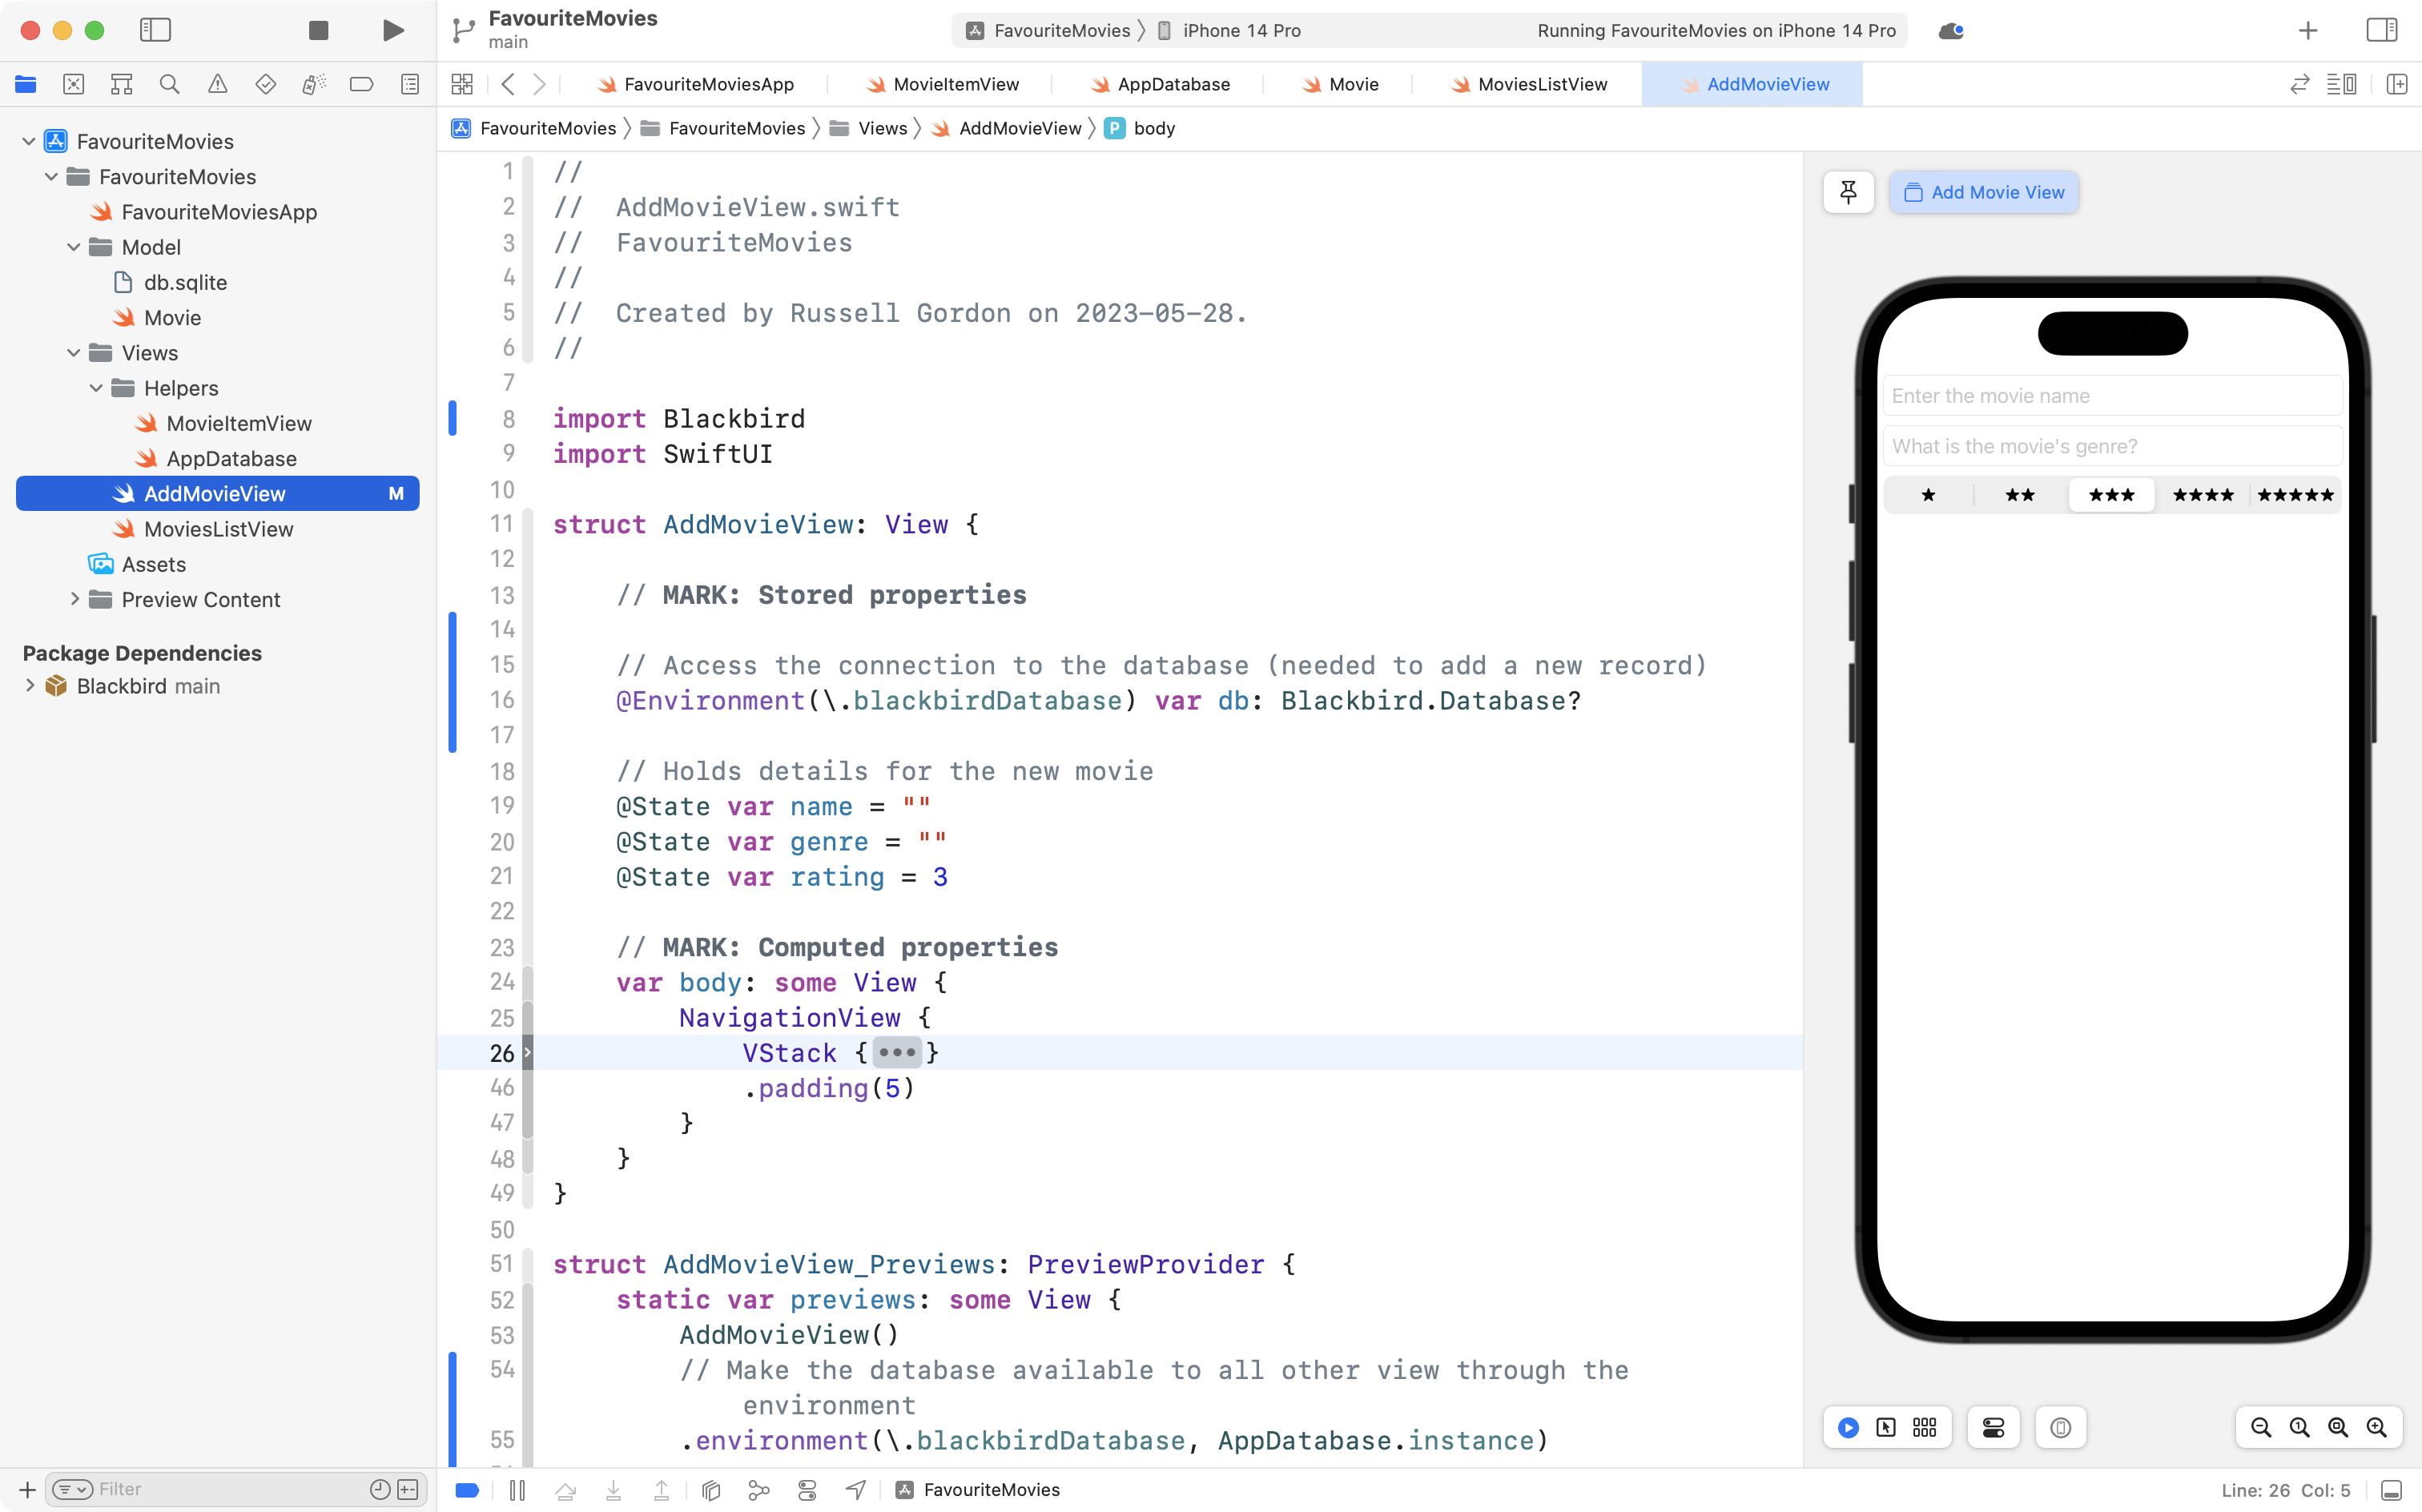 FavouriteMovies
main
FavouriteMovies
iPhone 14 Pro
Running FavouriteMovies on iPhone 14 Pro
FavouriteMoviesApp
MovieItemView
AppDatabase
Movie
MoviesListView
AddMovieView
FavouriteMovies
FavouriteMovies
Views
AddMovieView
P
body
FavouriteMovies
FavouriteMovies
FavouriteMoviesApp
Model
db.sqlite
Movie
Views
Helpers
MovieItemView
AppDatabase
AddMovieView M
MoviesListView
Assets
Preview Content
Package Dependencies
Blackbird main
Filter
1 //
2 //  AddMovieView.swift
3 //  FavouriteMovies
4 //
5 //  Created by Russell Gordon on 2023-05-28.
6 //
7
8 import Blackbird
9 import SwiftUI
10
11 struct AddMovieView: View {
12
13     // MARK: Stored properties
14
15     // Access the connection to the database (needed to add a new record)
16     @Environment(\.blackbirdDatabase) var db: Blackbird.Database?
17
18     // Holds details for the new movie
19     @State var name = ""
20     @State var genre = ""
21     @State var rating = 3
22
23     // MARK: Computed properties
24     var body: some View {
25         NavigationView {
26             VStack {•••}
46             .padding(5)
47         }
48     }
49 }
50
51 struct AddMovieView_Previews: PreviewProvider {
52     static var previews: some View {
53         AddMovieView()
54         // Make the database available to all other view through the
environment
55         .environment(\.blackbirdDatabase, AppDatabase.instance)
Add Movie View
Enter the movie name
What is the movie's genre?
★ ★★ ★★★ ★★★★ ★★★★★
FavouriteMovies
Line: 26 Col: 5